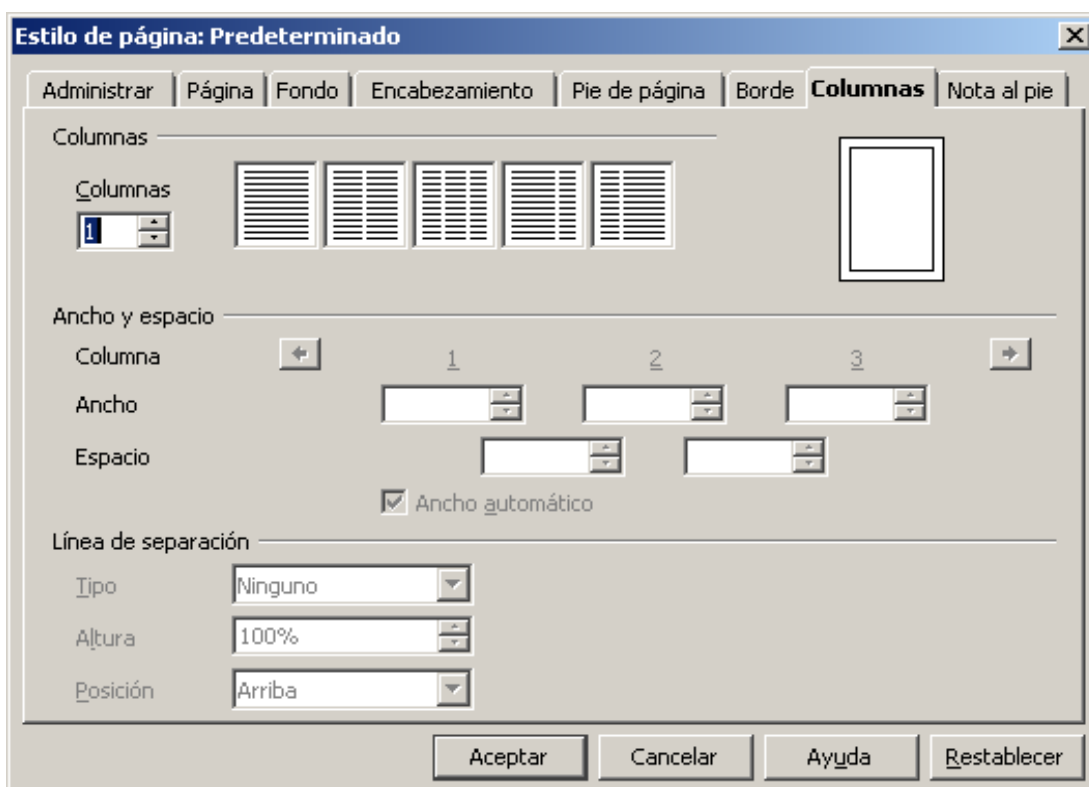 Estilo de página: Predeterminado
Administrar Página Fondo Encabezamiento Pie de página Borde Columnas Nota al pie
Columnas
Columnas
1
Ancho y espacio
Columna 1 2 3
Ancho
Espacio
Ancho automático
Línea de separación
Tipo Ninguno
Altura 100%
Posición Arriba
Aceptar Cancelar Ayuda Restablecer